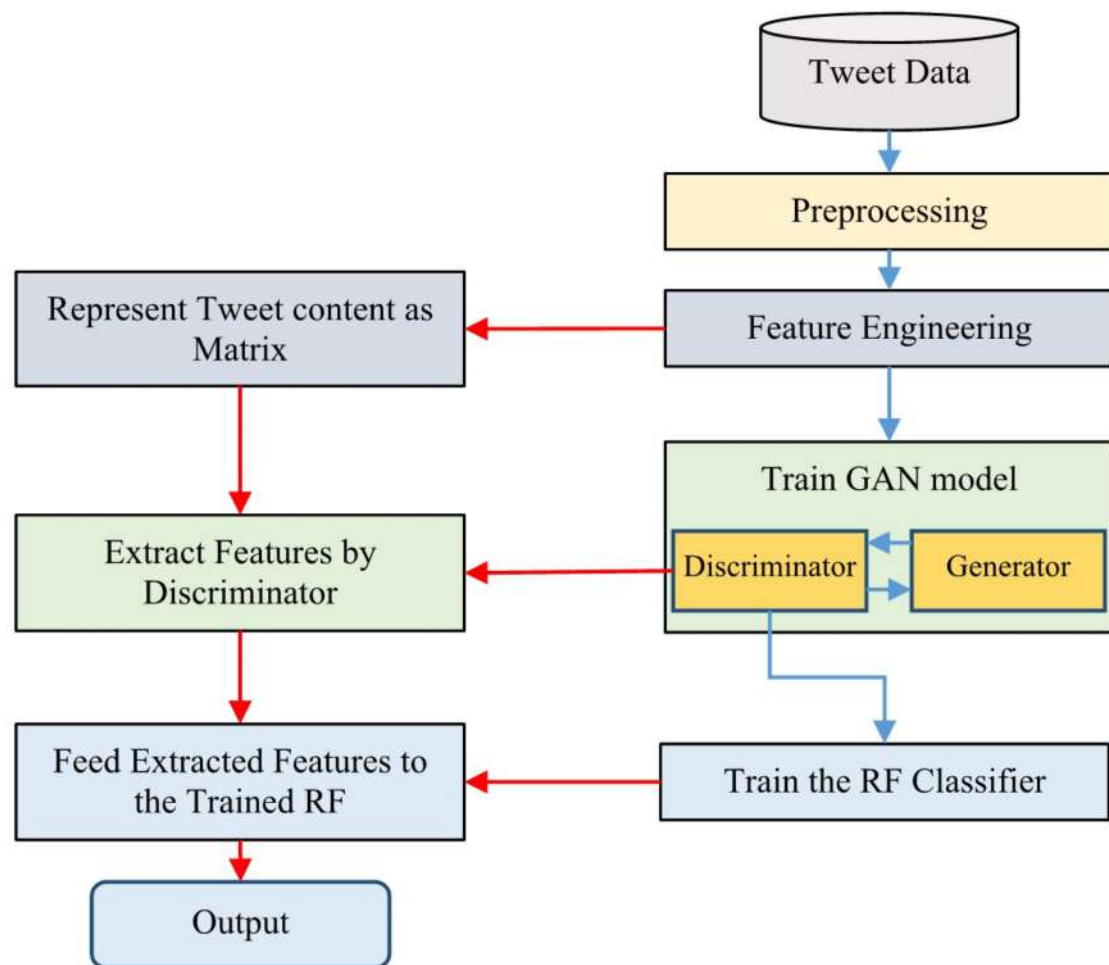 Tweet Data
Preprocessing
Represent Tweet content as
Matrix
Feature Engineering
Train GAN model
Extract Features by
Discriminator
Discriminator
Generator
Feed Extracted Features to
the Trained RF
Train the RF Classifier
Output